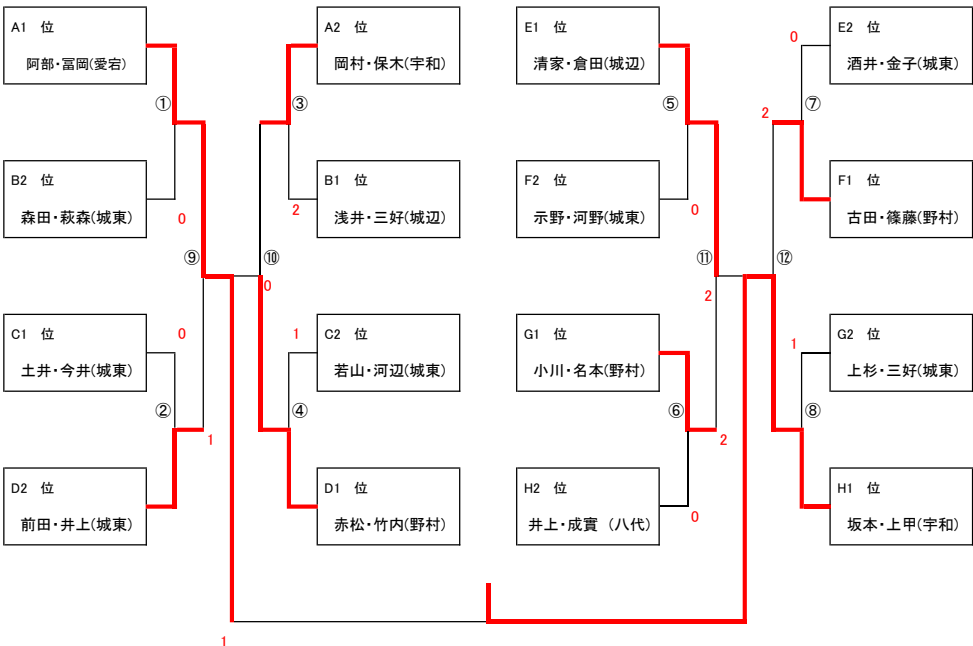 A1 位
阿部・冨岡(愛宕)
A2 位
岡村・保木(宇和)
E1 位
清家・倉田(城辺)
0
E2 位
酒井・金子(城東)
①
③
⑤
2
⑦
B2 位
森田・萩森(城東)
0
2
B1 位
浅井・三好(城辺)
F2 位
示野・河野(城東)
0
F1 位
古田・篠藤(野村)
⑨
⑩
0
⑪
2
⑫
C1 位
土井・今井(城東)
0
1
C2 位
若山・河辺(城東)
G1 位
小川・名本(野村)
1
G2 位
上杉・三好(城東)
②
④
⑥
⑧
1
2
D2 位
前田・井上(城東)
D1 位
赤松・竹内(野村)
H2 位
井上・成實 (八代)
0
H1 位
坂本・上甲(宇和)
1